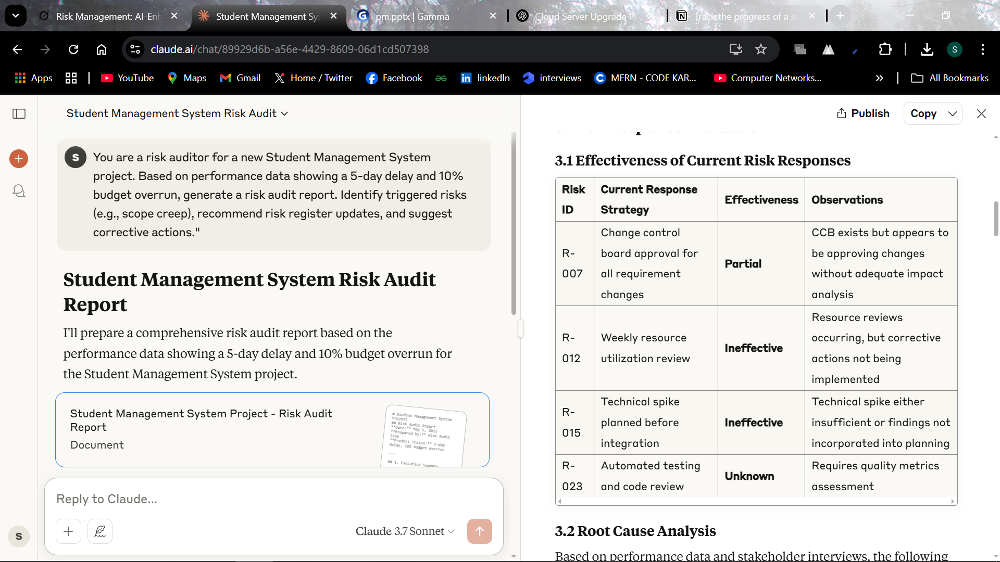 Risk Management: AI-Enh
Student Management Sys
pm.pptx | Gamma
Cloud Server Upgrade
Track the progress of a se
claude.ai/chat/89929d6b-a56e-4429-8609-06d1cd507398
S
Apps
YouTube
Maps
Gmail
Home / Twitter
Facebook
linkedIn
interviews
MERN - CODE KAR...
Computer Networks...
All Bookmarks
Student Management System Risk Audit
Publish
Copy
S
You are a risk auditor for a new Student Management System
project. Based on performance data showing a 5-day delay and 10%
budget overrun, generate a risk audit report. Identify triggered risks
(e.g., scope creep), recommend risk register updates, and suggest
corrective actions."
Student Management System Risk Audit
Report
I'll prepare a comprehensive risk audit report based on the
performance data showing a 5-day delay and 10% budget overrun for
the Student Management System project.
Student Management System Project - Risk Audit
Report
Document
# Student Management System
Project
## Risk Audit Report
**Date:** May 5, 2025
**Prepared by:** Risk Audit
Team
**Project Status:** 5-day
delay, 10% budget overrun
---
## 1. Executive Summary
Reply to Claude...
Claude 3.7 Sonnet
S
3.1 Effectiveness of Current Risk Responses
Risk
ID
Current Response
Strategy
Effectiveness
Observations
R-
007
Change control
board approval for
all requirement
changes
Partial
CCB exists but appears to
be approving changes
without adequate impact
analysis
R-
012
Weekly resource
utilization review
Ineffective
Resource reviews
occurring, but corrective
actions not being
implemented
R-
015
Technical spike
planned before
integration
Ineffective
Technical spike either
insufficient or findings not
incorporated into planning
R-
023
Automated testing
and code review
Unknown
Requires quality metrics
assessment
3.2 Root Cause Analysis
Based on performance data and stakeholder interviews, the following